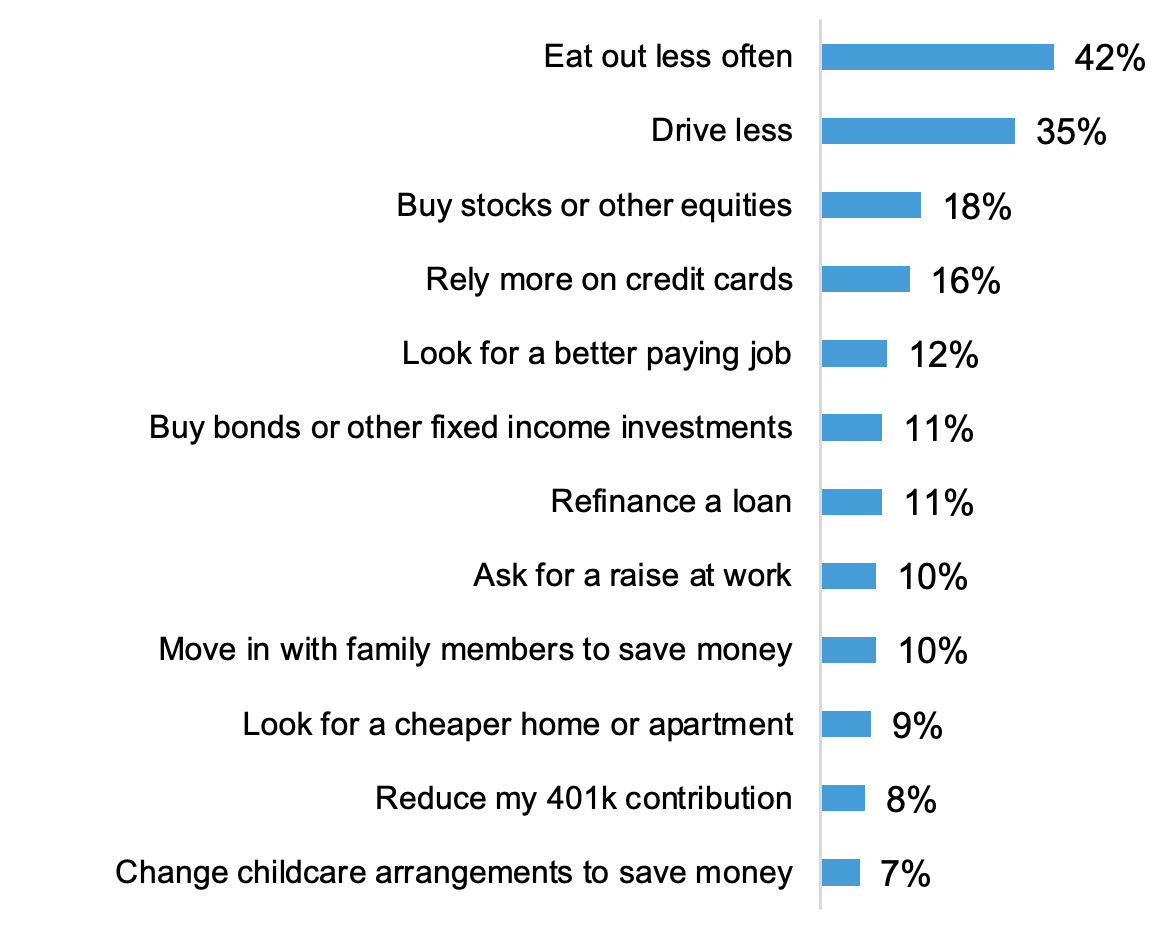 Eat out less often 42%
Drive less 35%
Buy stocks or other equities 18%
Rely more on credit cards 16%
Look for a better paying job 12%
Buy bonds or other fixed income investments 11%
Refinance a loan 11%
Ask for a raise at work 10%
Move in with family members to save money 10%
Look for a cheaper home or apartment 9%
Reduce my 401k contribution 8%
Change childcare arrangements to save money 7%